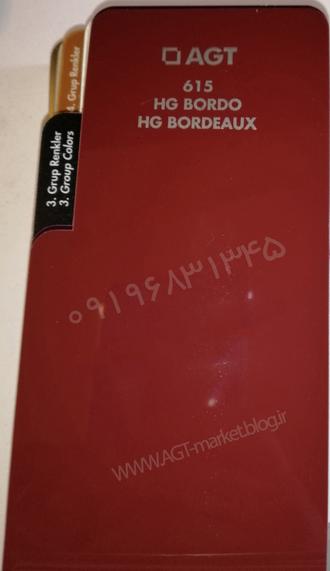 AGT
615
HG BORDO
HG BORDEAUX
4. Grup Renkler
3. Grup Renkler
3. Group Colors
۰۹۱۹۶۸۳۱۳۴۵
WWW.AGT-market.blog.ir